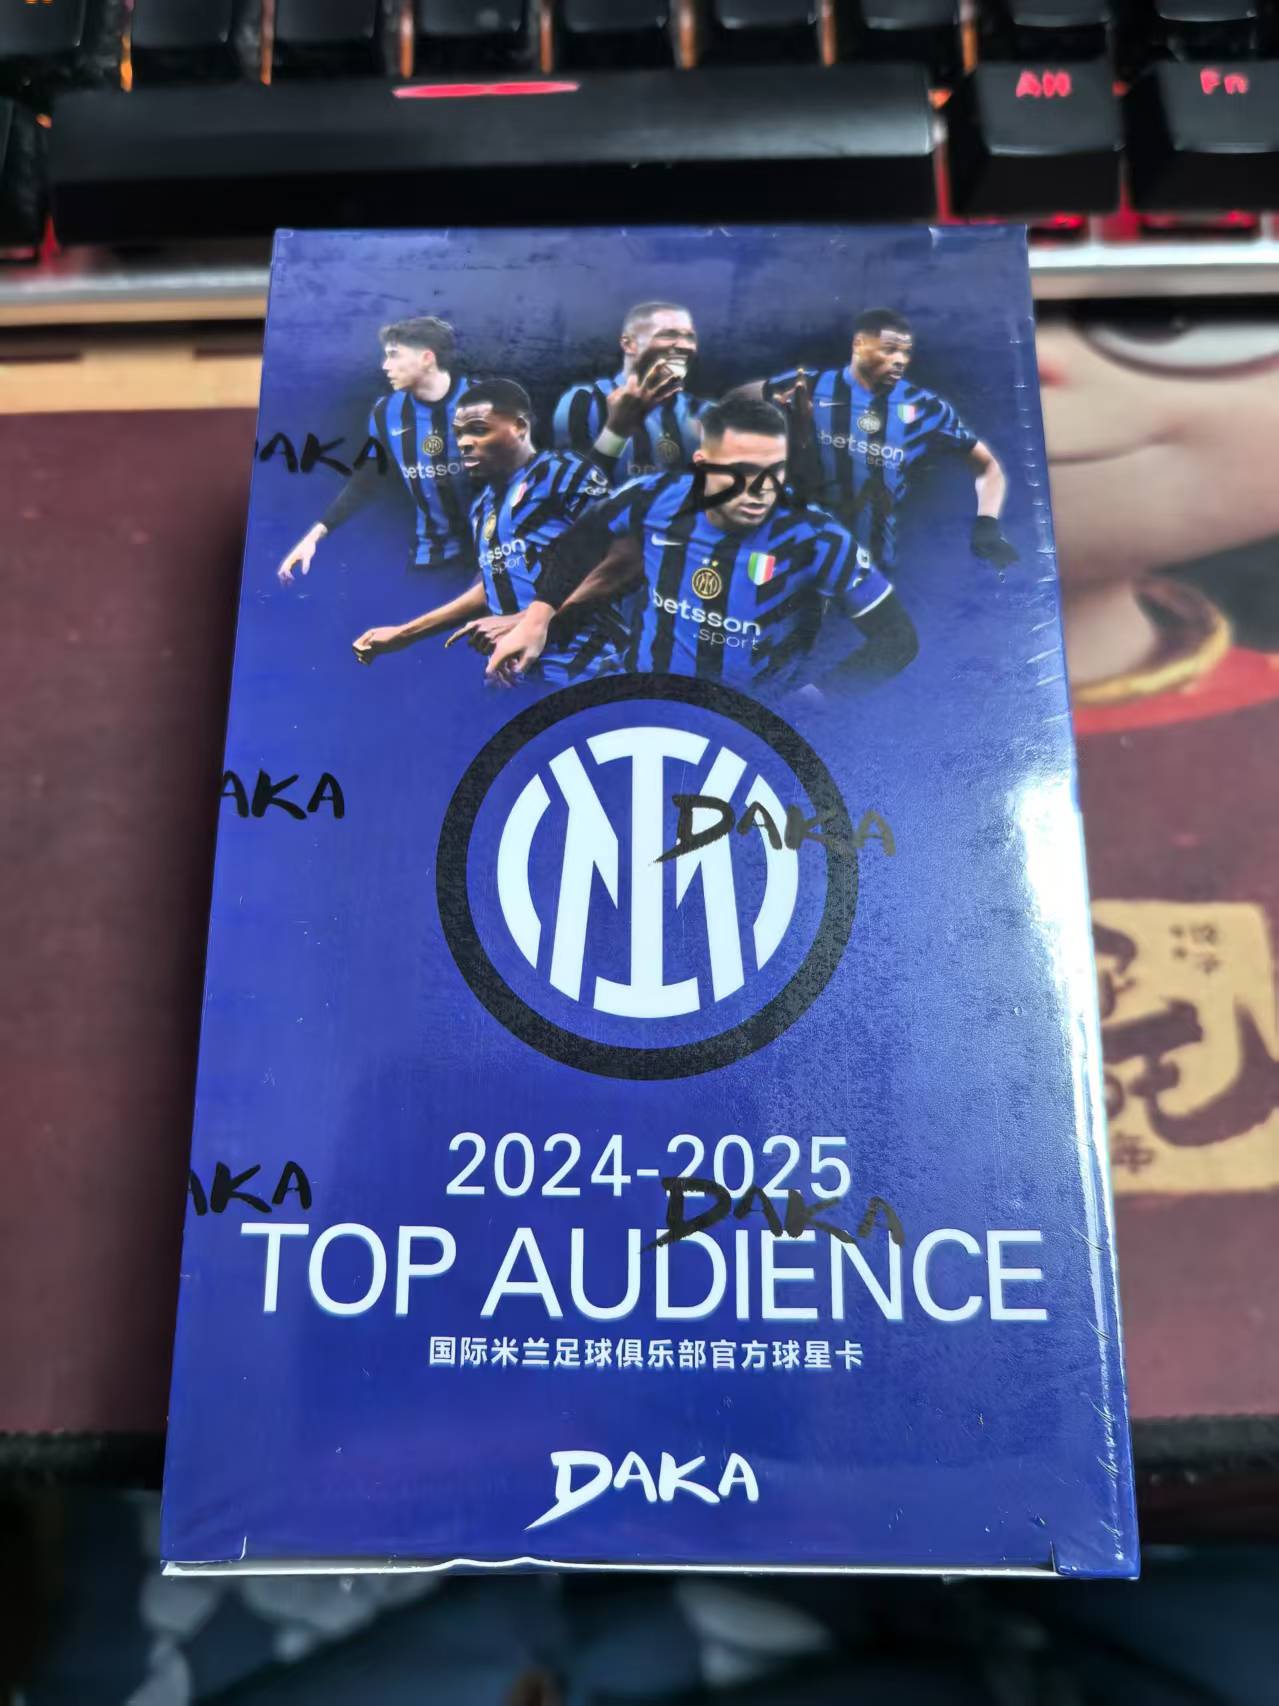 Alt
Fn
DAKA
betsson
sport
betsson
sport
DAKA
betsson
sport
AKA
DAKA
2024-2025
AKA
DAKA
TOP AUDIENCE
国际米兰足球俱乐部官方球星卡
DAKA